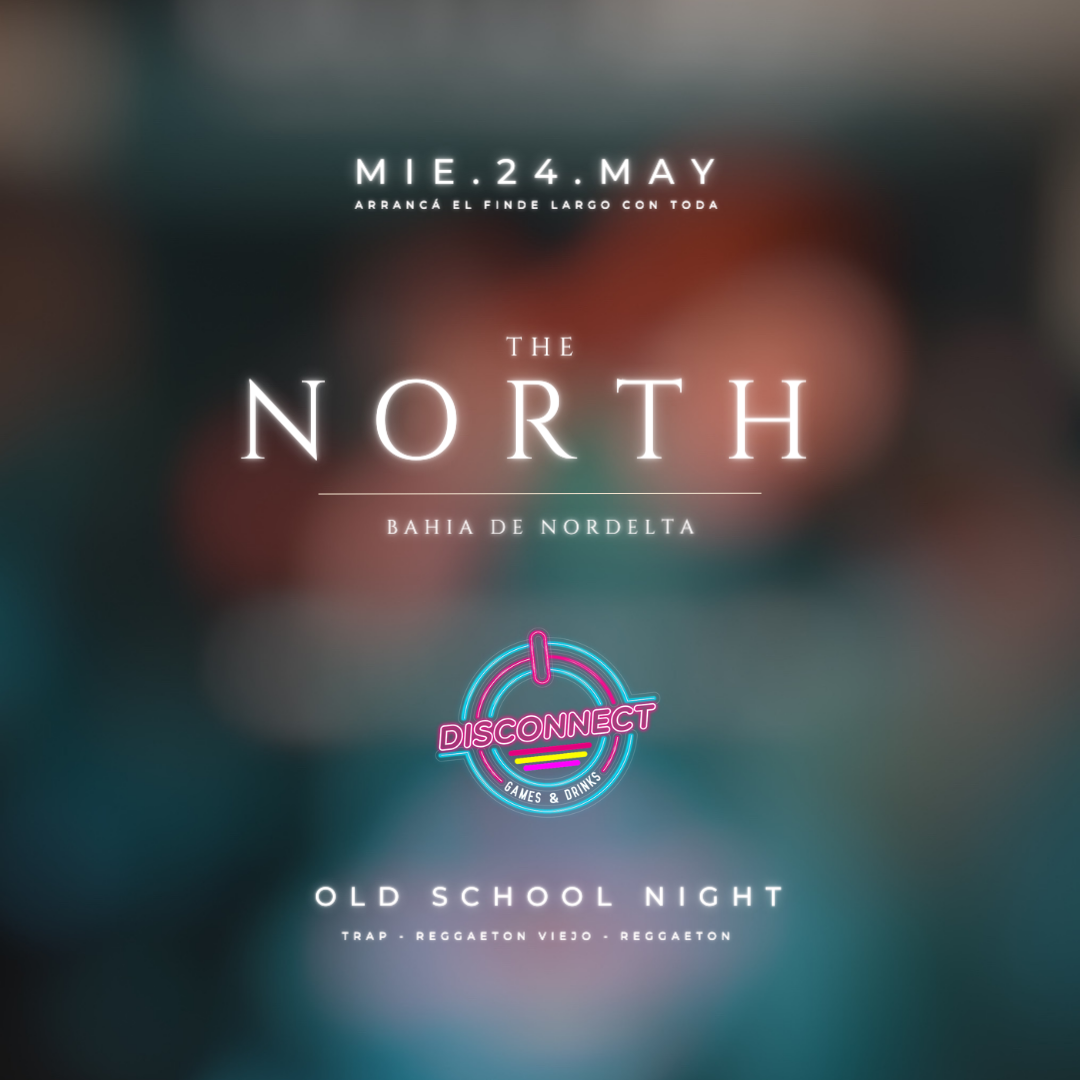 MIE.24.MAY
ARRANCÁ EL FINDE LARGO CON TODA
THE
NORTH
BAHIA DE NORDELTA
DISCONNECT
GAMES & DRINKS
OLD SCHOOL NIGHT
TRAP - REGGAETON VIEJO - REGGAETON